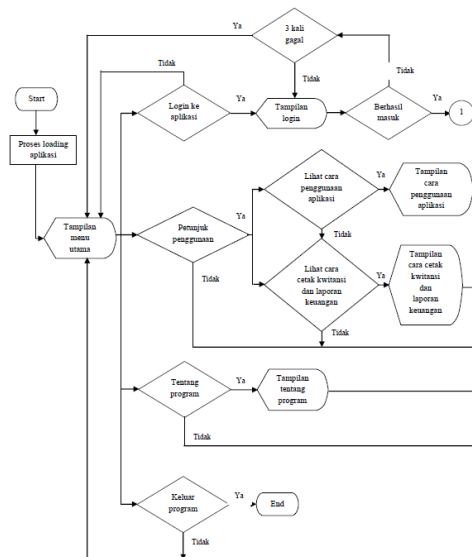 Ya
3 kali
gagal
Tidak
Tidak
Tidak
Start
Login ke
aplikasi
Ya
Tampilan
login
Berhasil
masuk
Ya
1
Proses loading
aplikasi
Tampilan
menu
utama
Petunjuk
penggunaan
Ya
Tidak
Lihat cara
penggunaan
aplikasi
Ya
Tampilan
cara
penggunaan
aplikasi
Tidak
Lihat cara
cetak kwitansi
dan laporan
keuangan
Ya
Tampilan
cara cetak
kwitansi
dan
laporan
keuangan
Tidak
Tentang
program
Ya
Tampilan
tentang
program
Tidak
Keluar
program
Ya
End
Tidak